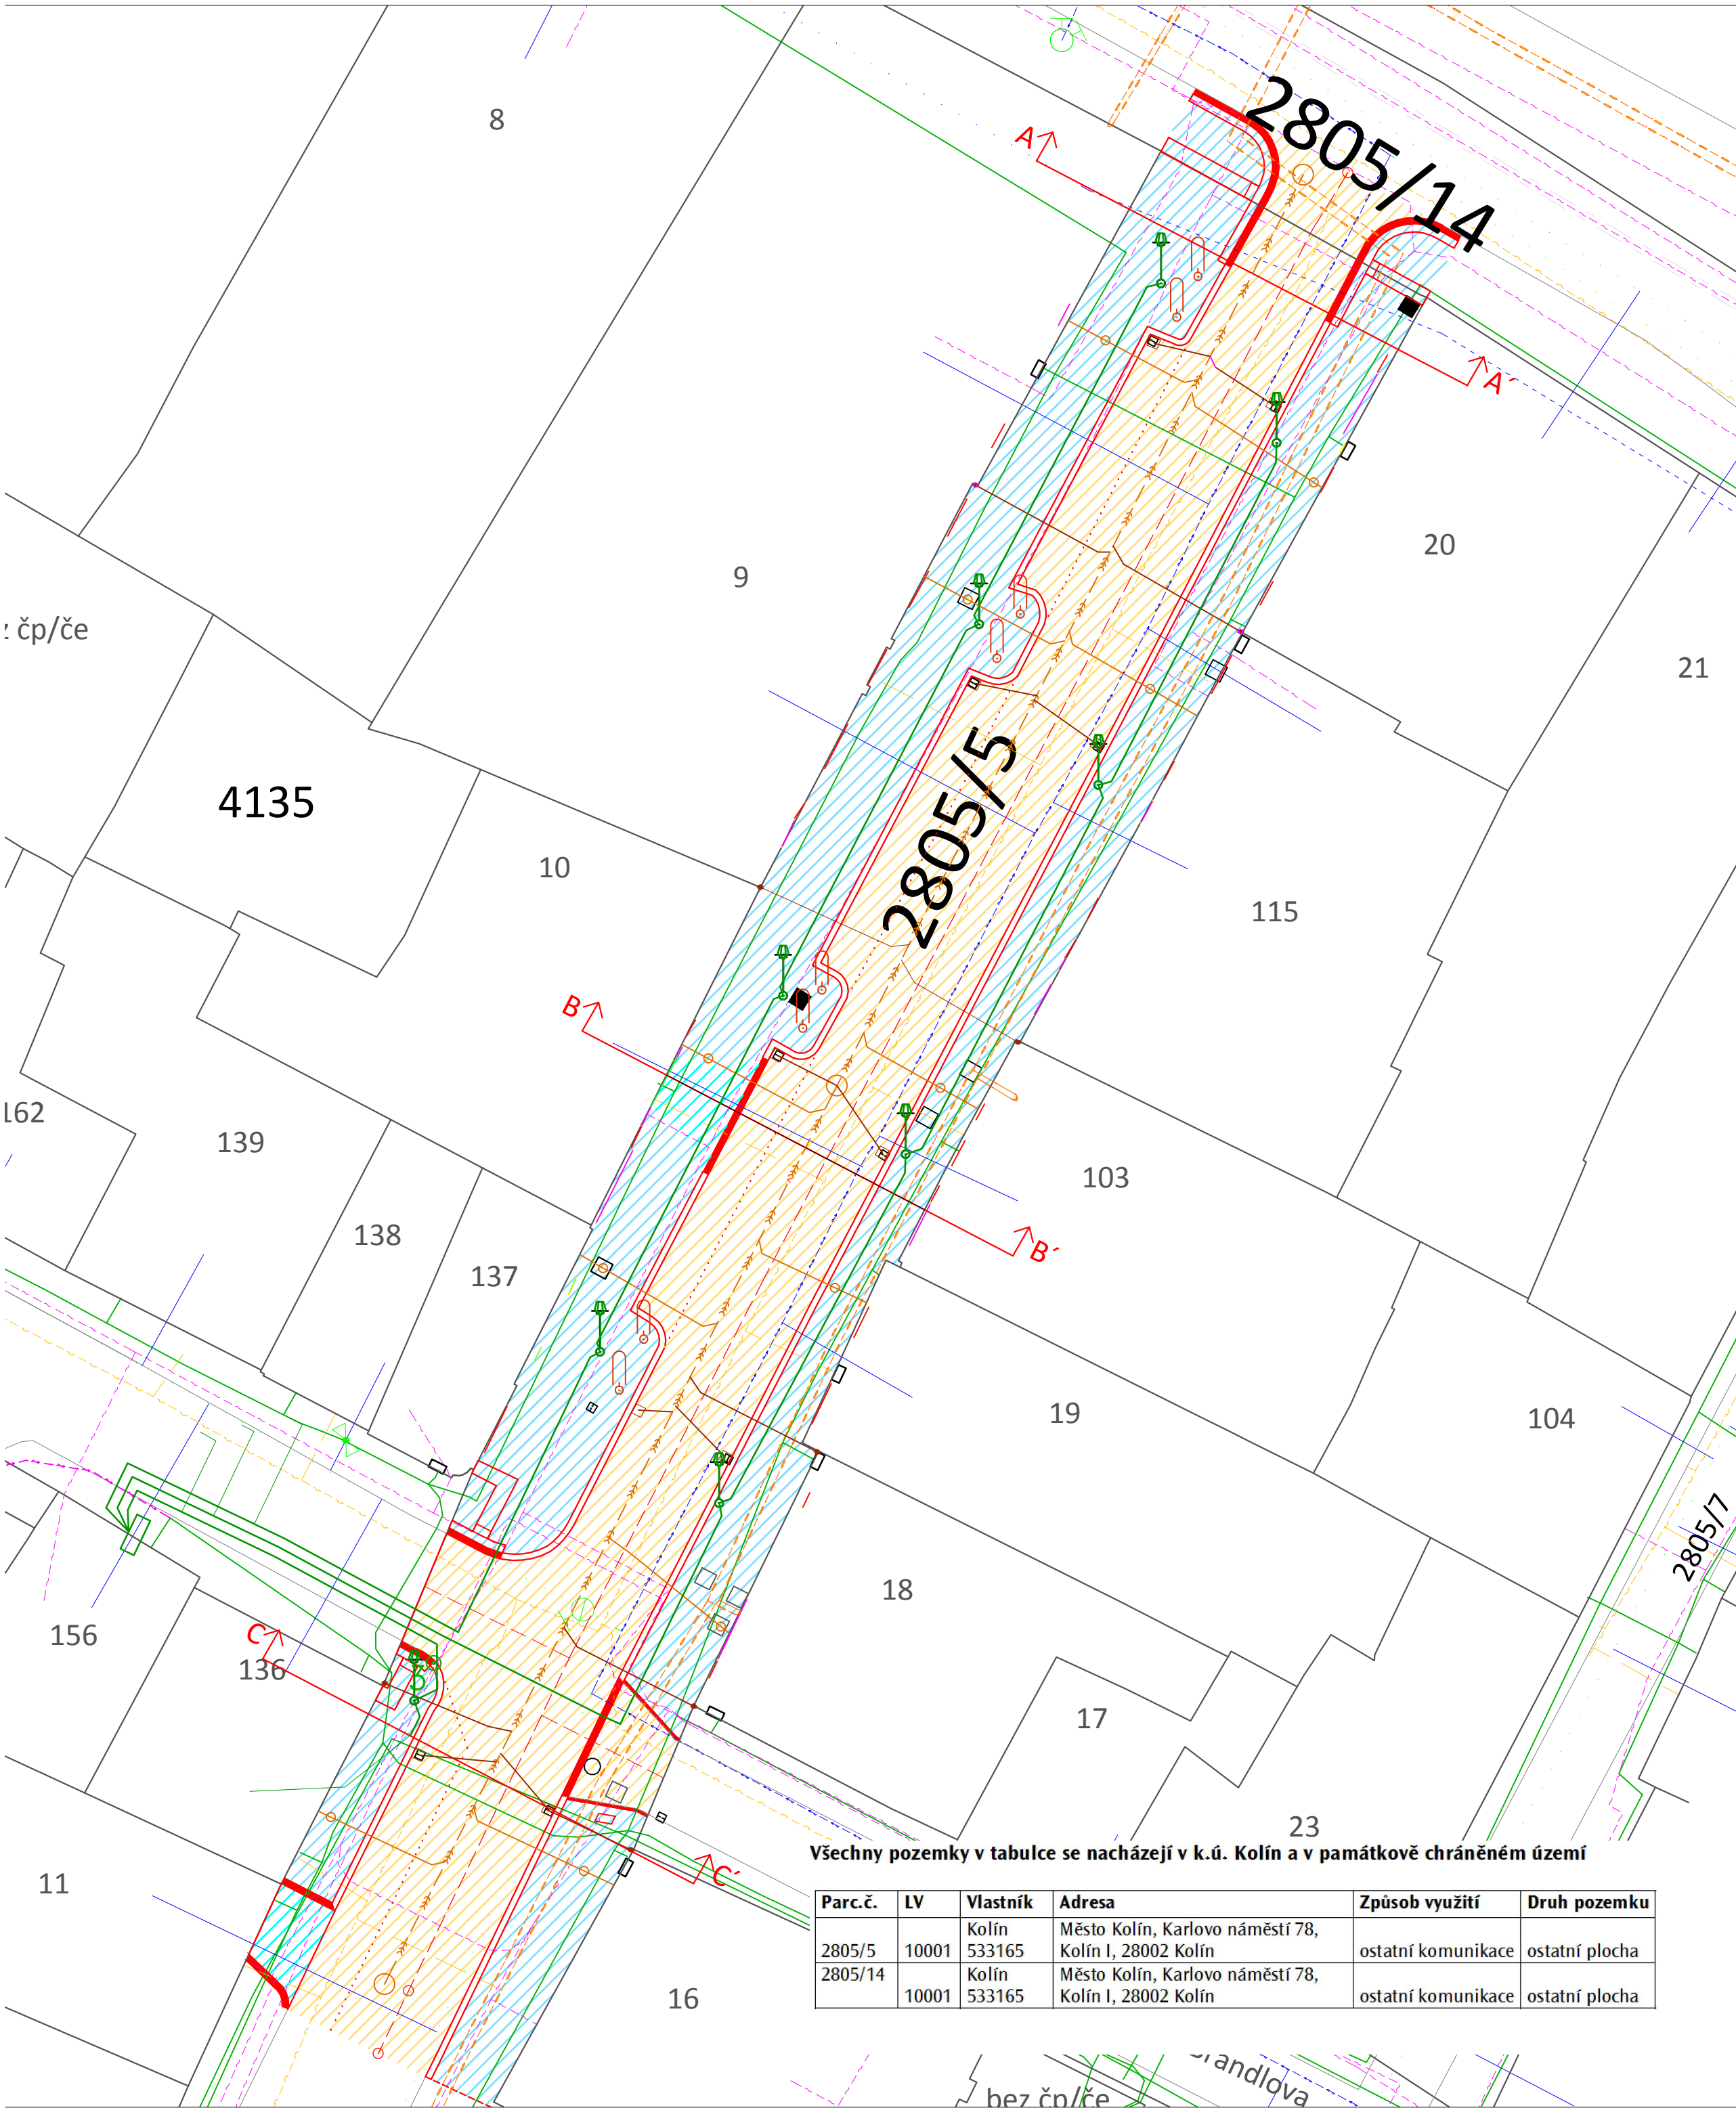 8
2805/14
A
A´
20
9
21
z čp/če
2805/5
4135
10
115
B
B´
162
139
103
138
137
19
104
2805/7
18
C
156
136
17
23
C´
11
16
Všechny pozemky v tabulce se nacházejí v k.ú. Kolín a v památkově chráněném území
Parc.č. LV Vlastník Adresa Způsob využití Druh pozemku
2805/5 10001 Kolín 533165 Město Kolín, Karlovo náměstí 78, Kolín I, 28002 Kolín ostatní komunikace ostatní plocha
2805/14 10001 Kolín 533165 Město Kolín, Karlovo náměstí 78, Kolín I, 28002 Kolín ostatní komunikace ostatní plocha
Brandlova
bez čp/če